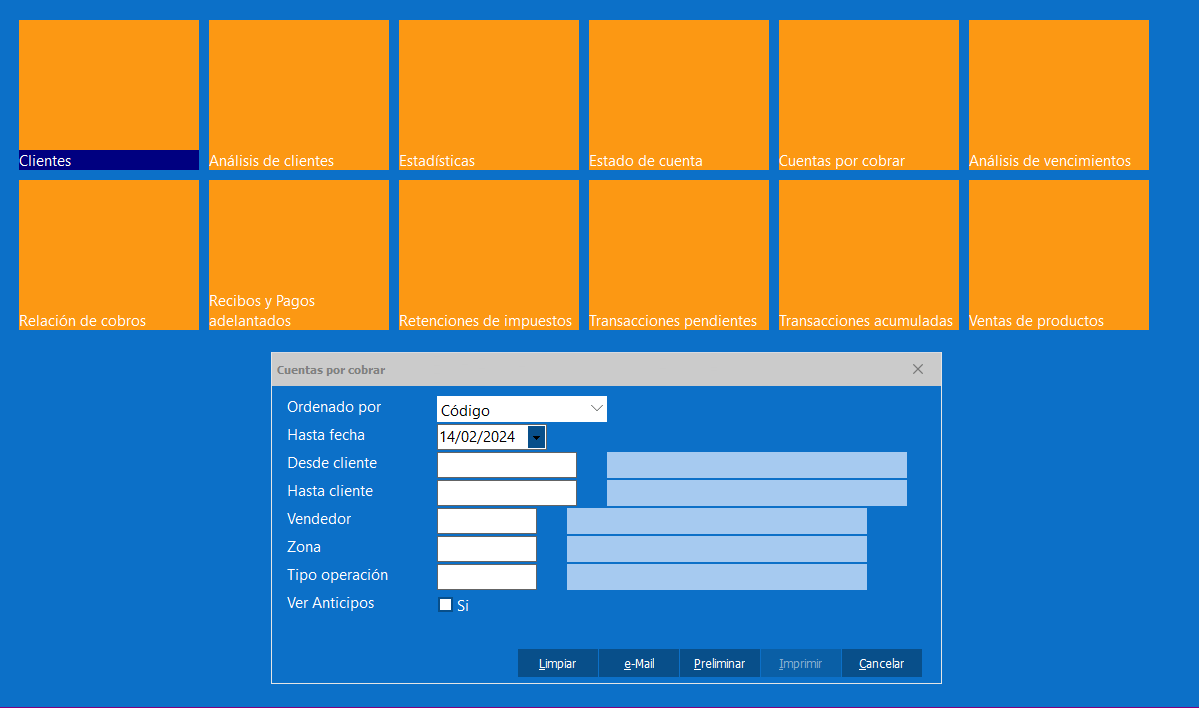 Clientes
Análisis de clientes
Estadísticas
Estado de cuenta
Cuentas por cobrar
Análisis de vencimientos
Relación de cobros
Recibos y Pagos
adelantados
Retenciones de impuestos
Transacciones pendientes
Transacciones acumuladas
Ventas de productos
Cuentas por cobrar
Ordenado por
Código
Hasta fecha
14/02/2024
Desde cliente
Hasta cliente
Vendedor
Zona
Tipo operación
Ver Anticipos
Si
Limpiar
e-Mail
Preliminar
Imprimir
Cancelar